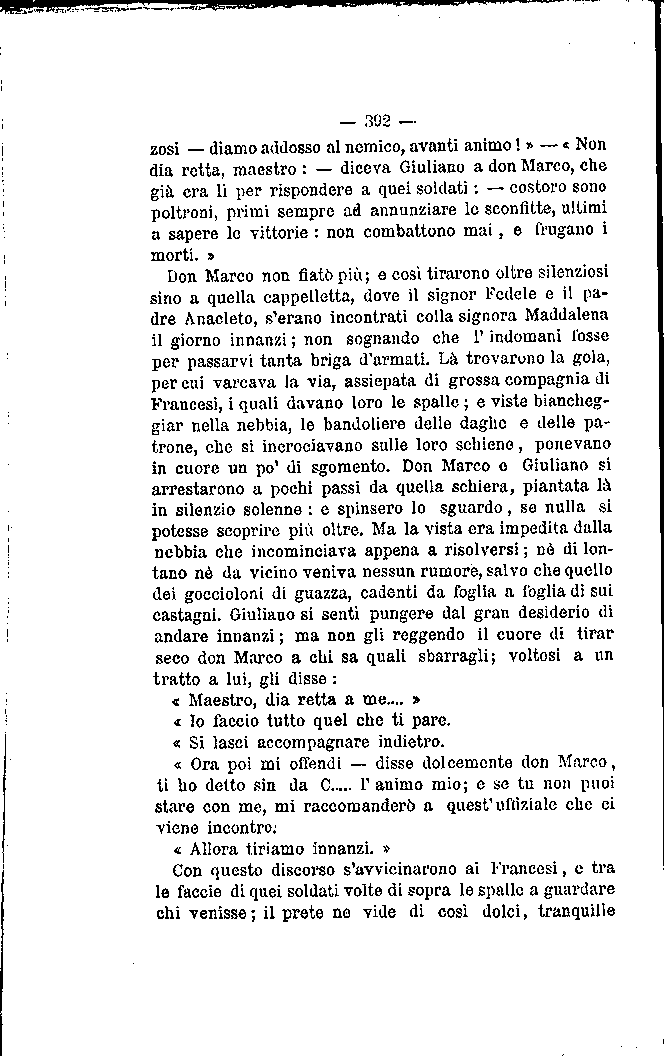 — 392 —
zosi — diamo addosso al nemico, avanti animo! » — « Non
dia retta, maestro : — diceva Giuliano a don Marco, che
già era lì per rispondere a quei soldati : — costoro sono
poltroni, primi sempre ad annunziare le sconfitte, ultimi
a sapere le vittorie : non combattono mai, e frugano i
morti. »
Don Marco non fiatò più; e così tirarono oltre silenziosi
sino a quella cappelletta, dove il signor Fedele e il pa-
dre Anacleto, s'erano incontrati colla signora Maddalena
il giorno innanzi; non sognando che l'indomani fosse
per passarvi tanta briga d'armati. Là trovarono la gola,
per cui varcava la via, assiepata di grossa compagnia di
Francesi, i quali davano loro le spalle; e viste biancheg-
giar nella nebbia, le bandoliere delle daghe e delle pa-
trone, che si incrociavano sulle loro schiene, ponevano
in cuore un po' di sgomento. Don Marco e Giuliano si
arrestarono a pochi passi da quella schiera, piantata là
in silenzio solenne : e spinsero lo sguardo, se nulla si
potesse scoprire più oltre. Ma la vista era impedita dalla
nebbia che incominciava appena a risolversi; nè di lon-
tano nè da vicino veniva nessun rumore, salvo che quello
dei goccioloni di guazza, cadenti da foglia a foglia di sui
castagni. Giuliano si sentì pungere dal gran desiderio di
andare innanzi; ma non gli reggendo il cuore di tirar
seco don Marco a chi sa quali sbarragli; voltosi a un
tratto a lui, gli disse :
« Maestro, dia retta a me.... »
« Io faccio tutto quel che ti pare.
« Si lasci accompagnare indietro.
« Ora poi mi offendi — disse dolcemente don Marco,
ti ho detto sin da C..... l'animo mio; e se tu non puoi
stare con me, mi raccomanderò a quest'uffiziale che ci
viene incontro.
« Allora tiriamo innanzi. »
Con questo discorso s'avvicinarono ai Francesi, e tra
le faccie di quei soldati volte di sopra le spalle a guardare
chi venisse; il prete ne vide di così dolci, tranquille